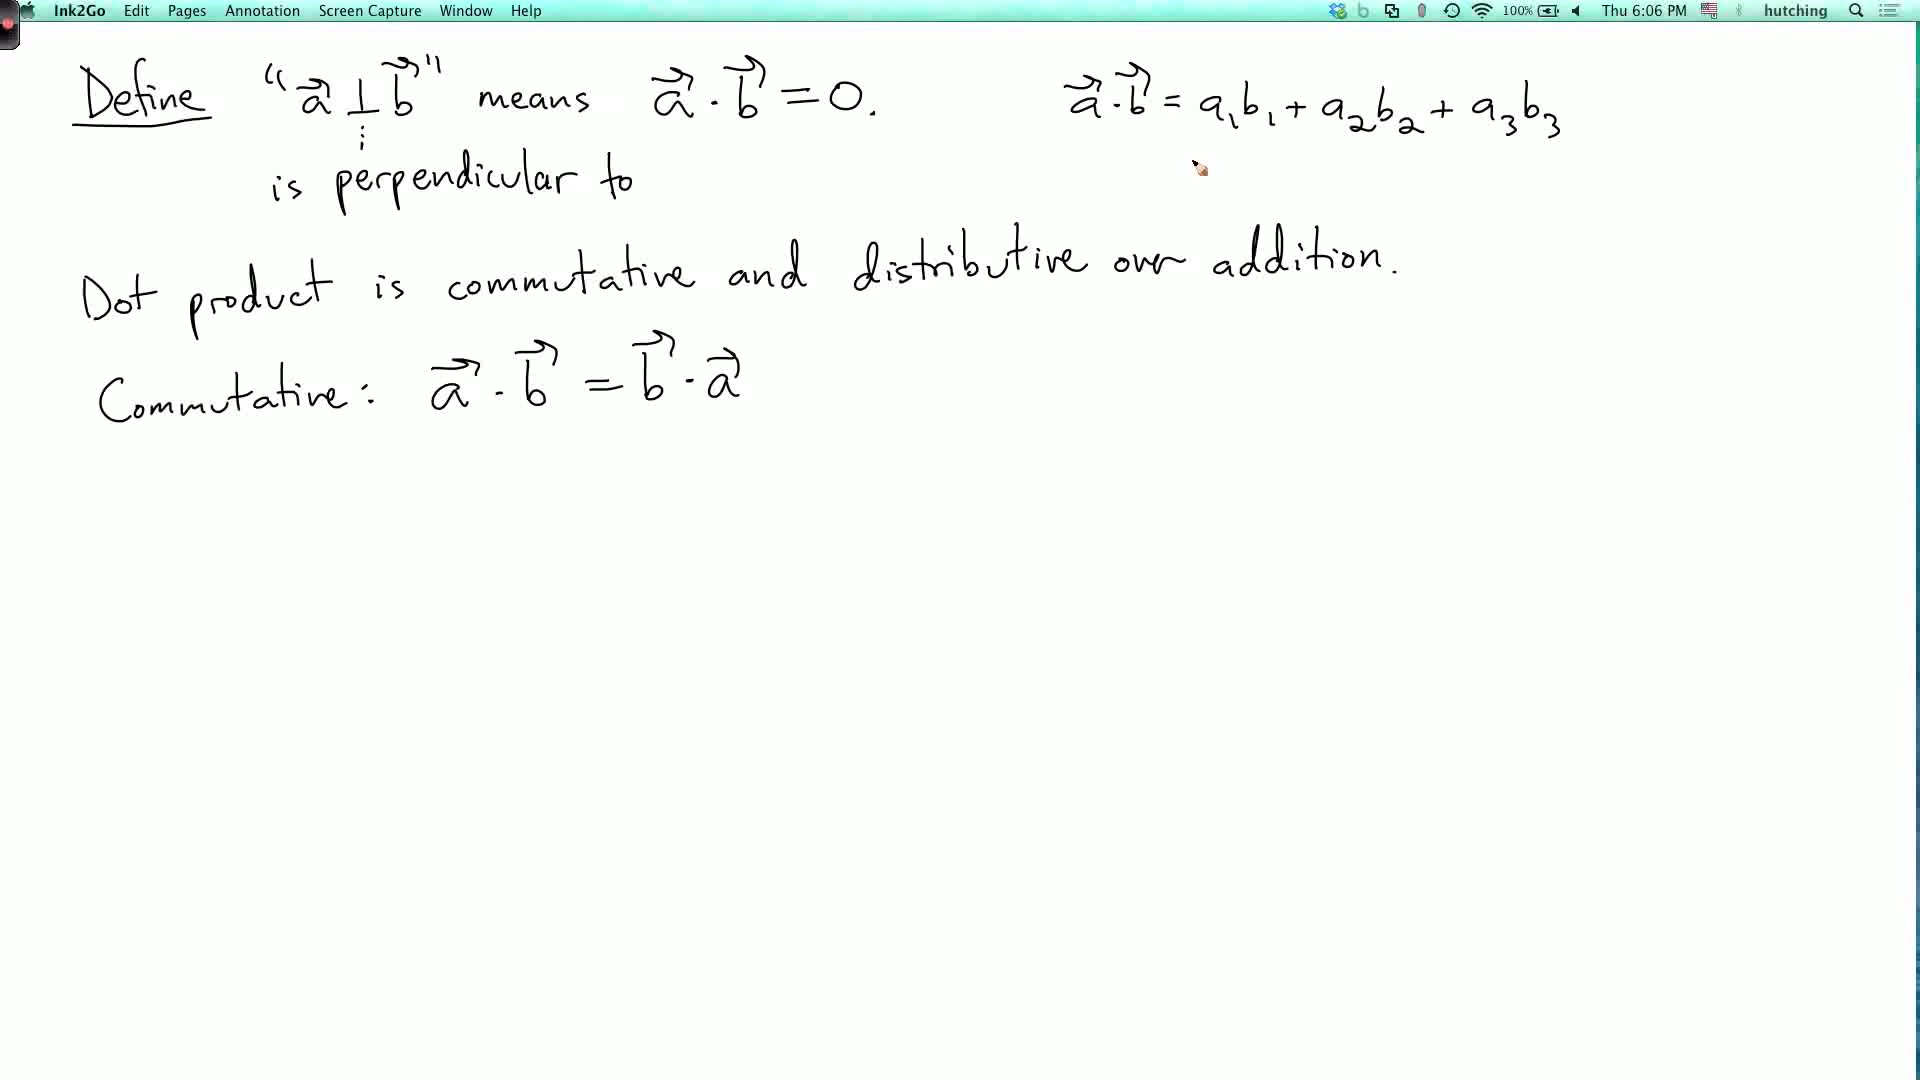 Ink2Go Edit Pages Annotation Screen Capture Window Help 100% Thu 6:06 PM hutching
Define "a⃗ ⊥ b⃗" means a⃗ · b⃗ = 0. a⃗ · b⃗ = a₁b₁ + a₂b₂ + a₃b₃
is perpendicular to
Dot product is commutative and distributive over addition.
Commutative: a⃗ · b⃗ = b⃗ · a⃗